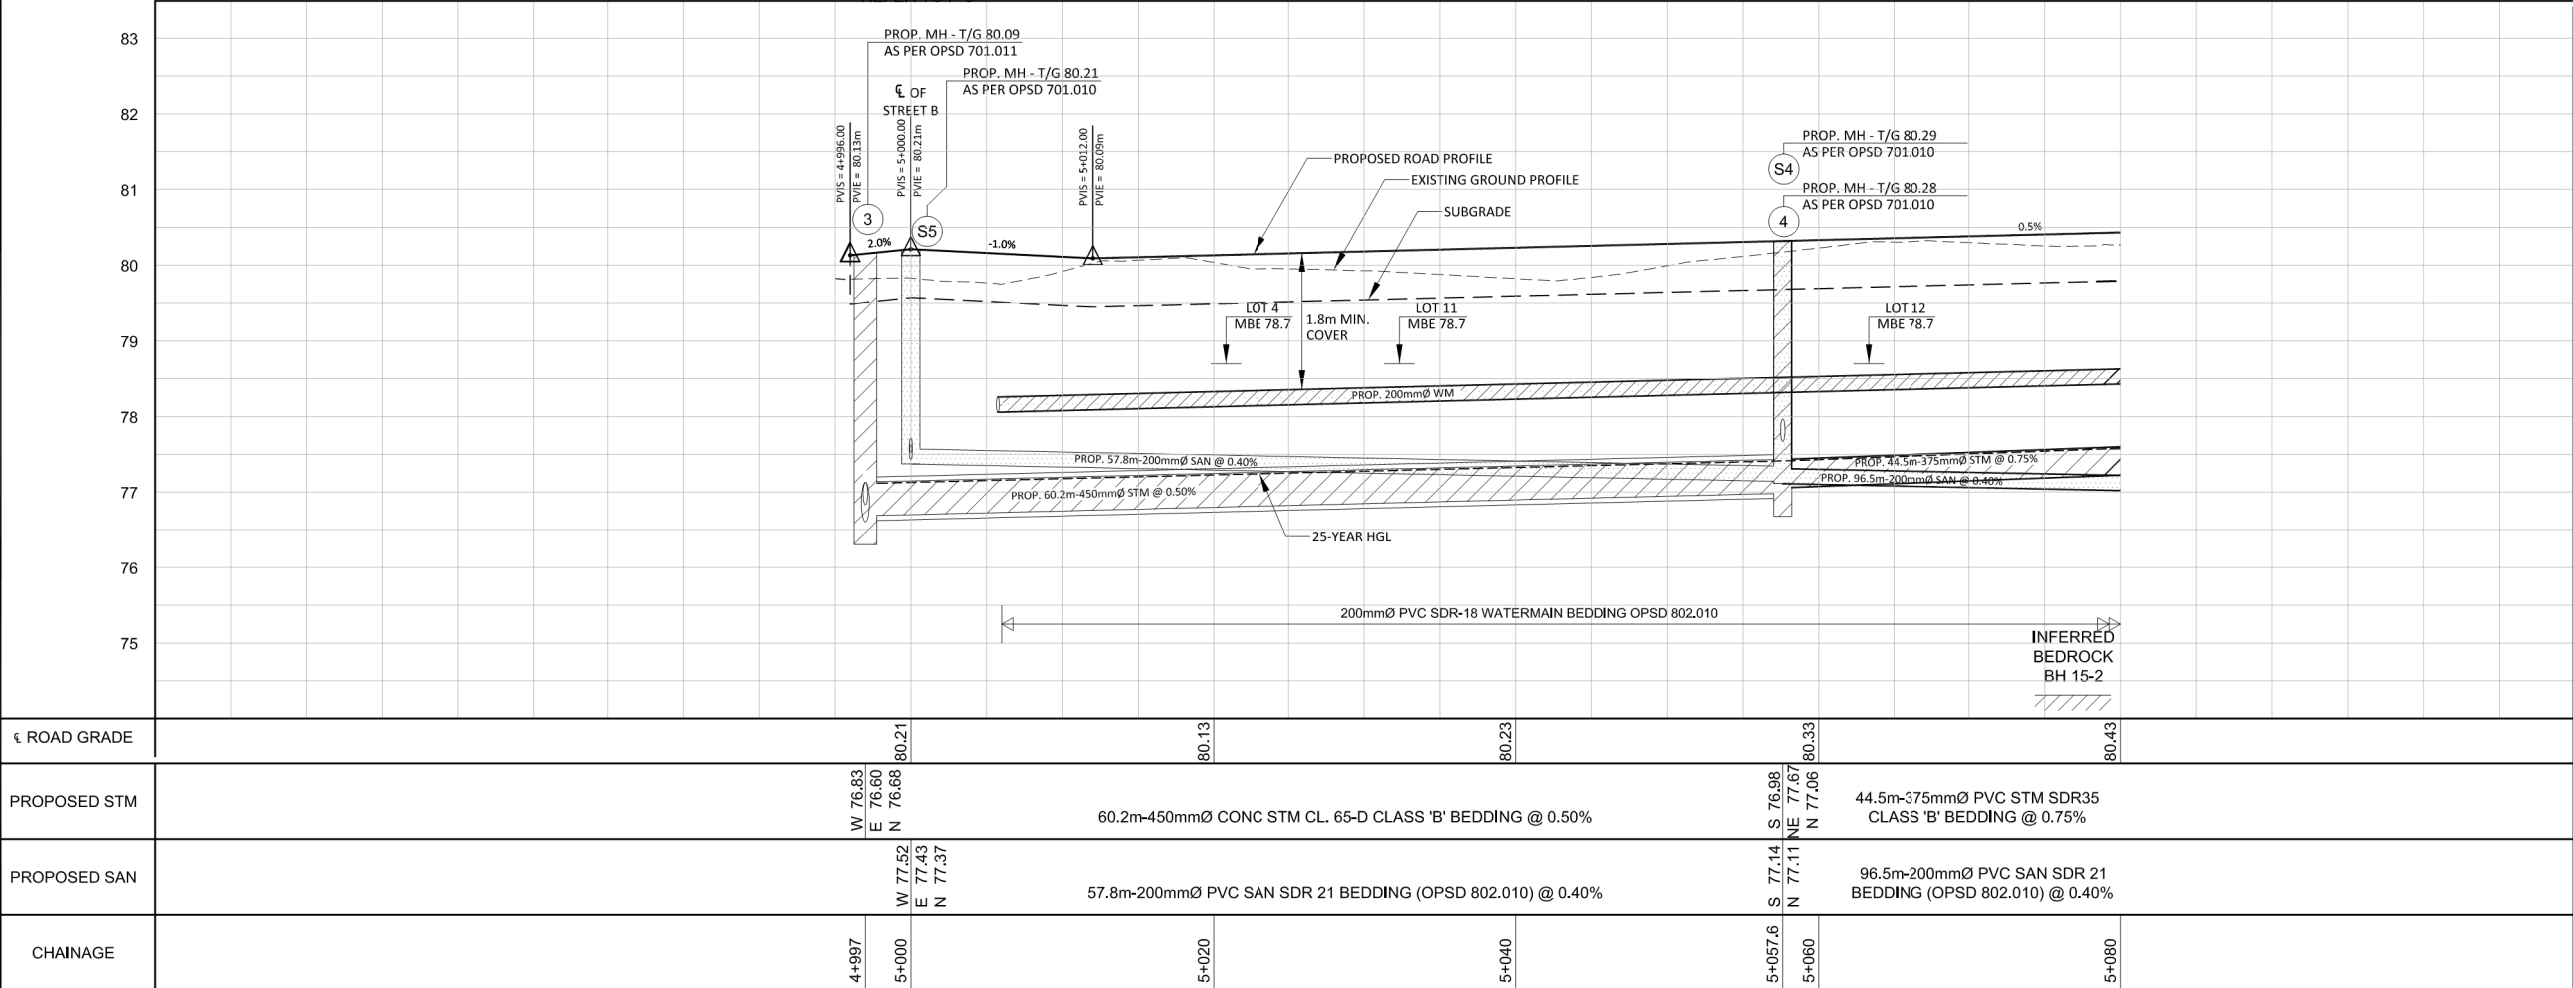 83
82
81
80
79
78
77
76
75
PROP. MH - T/G 80.09
AS PER OPSD 701.011
PROP. MH - T/G 80.21
AS PER OPSD 701.010
℄ OF
STREET B
PVIS = 4+996.00
PVIE = 80.13m
PVIS = 5+000.00
PVIE = 80.21m
PVIS = 5+012.00
PVIE = 80.09m
3
S5
2.0%
-1.0%
PROPOSED ROAD PROFILE
EXISTING GROUND PROFILE
SUBGRADE
PROP. MH - T/G 80.29
AS PER OPSD 701.010
S4
PROP. MH - T/G 80.28
AS PER OPSD 701.010
4
0.5%
LOT 4
MBE 78.7
1.8m MIN.
COVER
LOT 11
MBE 78.7
LOT 12
MBE 78.7
PROP. 200mmØ WM
PROP. 57.8m-200mmØ SAN @ 0.40%
PROP. 60.2m-450mmØ STM @ 0.50%
PROP. 44.5m-375mmØ STM @ 0.75%
PROP. 96.5m-200mmØ SAN @ 0.40%
25-YEAR HGL
200mmØ PVC SDR-18 WATERMAIN BEDDING OPSD 802.010
INFERRED
BEDROCK
BH 15-2
℄ ROAD GRADE
80.21
80.13
80.23
80.33
80.43
PROPOSED STM
W 76.83
E 76.60
N 76.68
60.2m-450mmØ CONC STM CL. 65-D CLASS 'B' BEDDING @ 0.50%
S 76.98
NE 77.67
N 77.06
44.5m-375mmØ PVC STM SDR35
CLASS 'B' BEDDING @ 0.75%
PROPOSED SAN
W 77.52
E 77.43
N 77.37
57.8m-200mmØ PVC SAN SDR 21 BEDDING (OPSD 802.010) @ 0.40%
S 77.14
N 77.11
96.5m-200mmØ PVC SAN SDR 21
BEDDING (OPSD 802.010) @ 0.40%
CHAINAGE
4+997
5+000
5+020
5+040
5+057.6
5+060
5+080